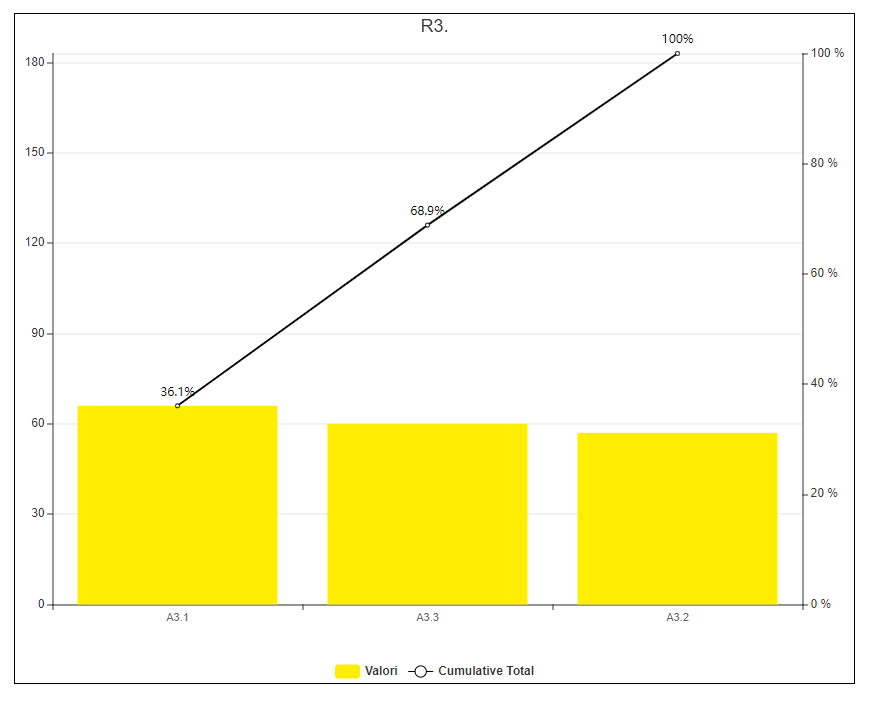 R3.
180
150
120
90
60
30
0
36.1%
68.9%
100%
100 %
80 %
60 %
40 %
20 %
0 %
A3.1
A3.3
A3.2
Valori
Cumulative Total